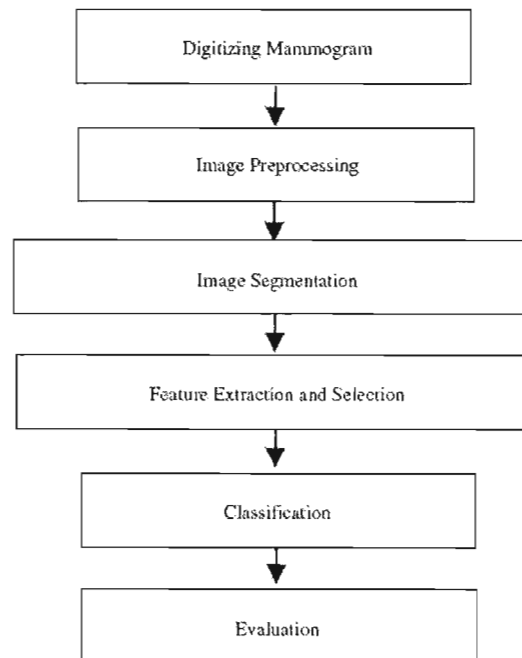 Digitizing Mammogram
Image Preprocessing
Image Segmentation
Feature Extraction and Selection
Classification
Evaluation